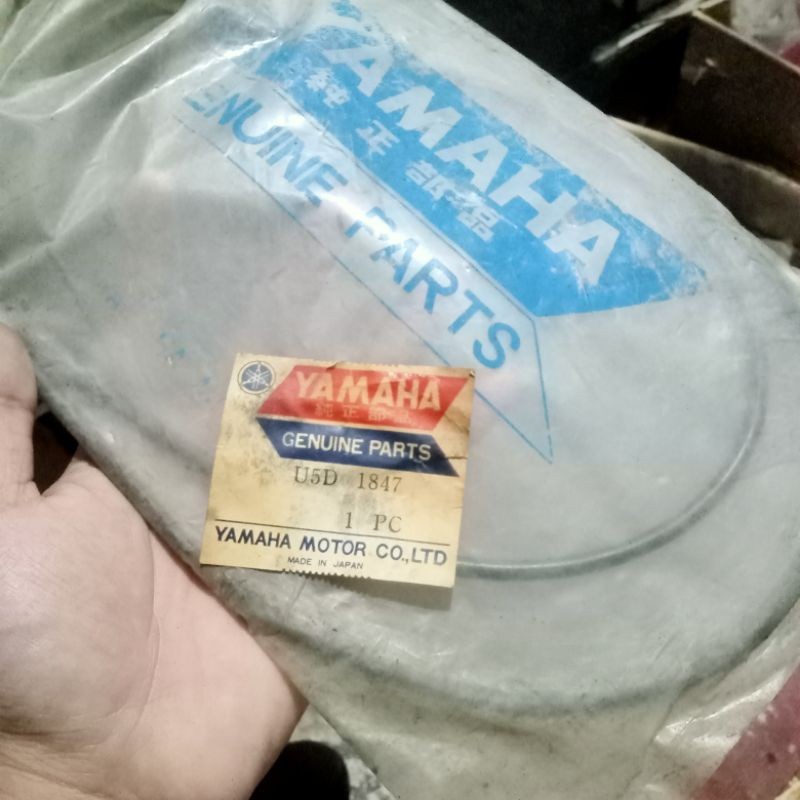 YAMAHA
純正部品
GENUINE PARTS
YAMAHA
純正部品
GENUINE PARTS
U5D 1847
1 PC
YAMAHA MOTOR CO.,LTD
MADE IN JAPAN